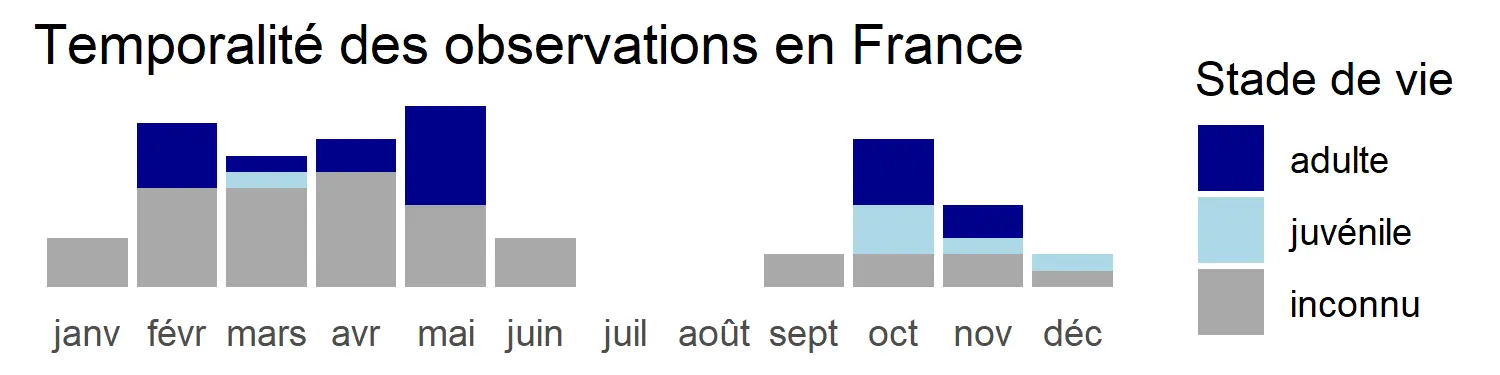 Temporalité des observations en France
Stade de vie
adulte
juvénile
inconnu
janv févr mars avr mai juin juil août sept oct nov déc